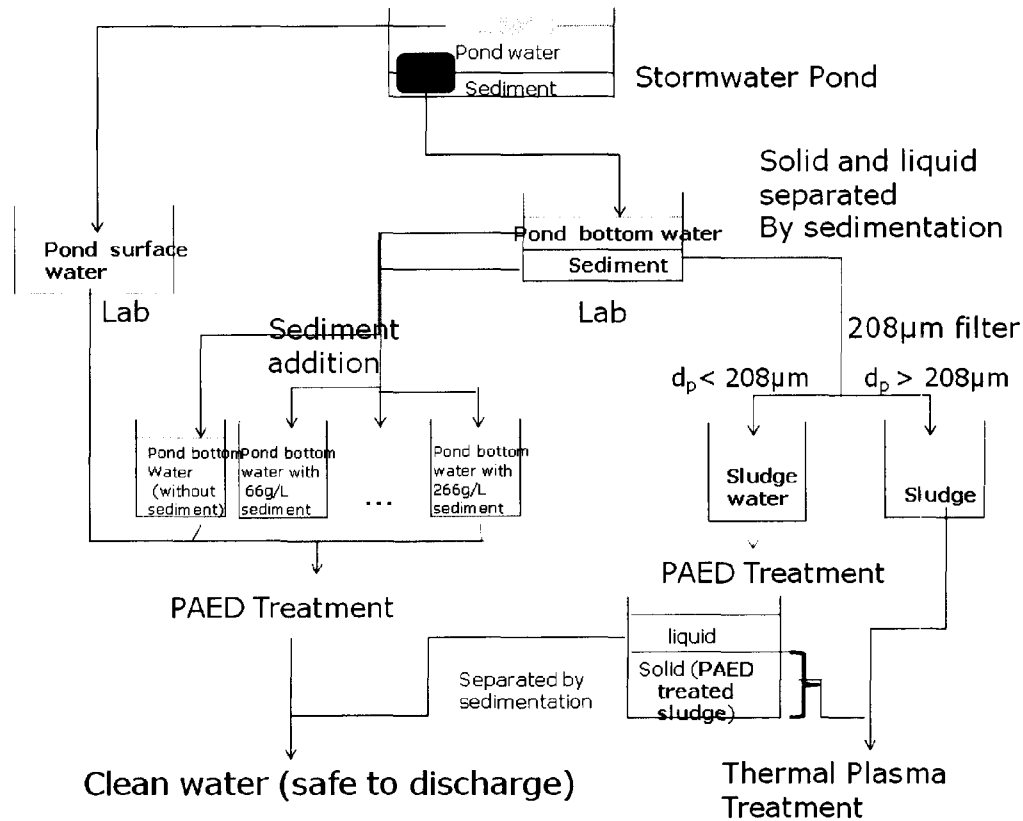 Pond water
Sediment
Stormwater Pond
Solid and liquid
separated
By sedimentation
Pond surface
water
Lab
Pond bottom water
Sediment
Lab
Sediment
addition
208µm filter
dp< 208µm
dp > 208µm
Pond bottom
Water
(without
sediment)
Pond bottom
water with
66g/L
sediment
...
Pond bottom
water with
266g/L
sediment
Sludge
water
Sludge
PAED Treatment
PAED Treatment
liquid
Solid (PAED
treated
sludge)
Separated by
sedimentation
Clean water (safe to discharge)
Thermal Plasma
Treatment